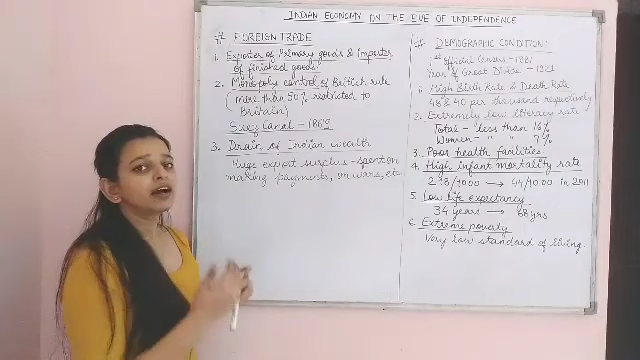 INDIAN ECONOMY ON THE EVE OF INDEPENDENCE
# FOREIGN TRADE
1. Exporter of Primary goods & Importer
of finished goods.
2. Monopoly control of British rule
(more than 50% restricted to
Britain)
Suez Canal - 1869
3. Drain of Indian wealth
Huge export surplus - spent on
making payments, on wars, etc
# DEMOGRAPHIC CONDITION:
1st official Census - 1881
Year of Great Divide - 1921
1. High Birth Rate & Death Rate
48 & 40 per thousand respectively
2. Extremely low literacy rate
Total - less than 16%
Women - " " 7%
3. Poor health facilities
4. High infant mortality rate
218/1000 → 44/1000 in 2011
5. Low life expectancy
34 years → 68 yrs
6. Extreme poverty
Very low standard of living.